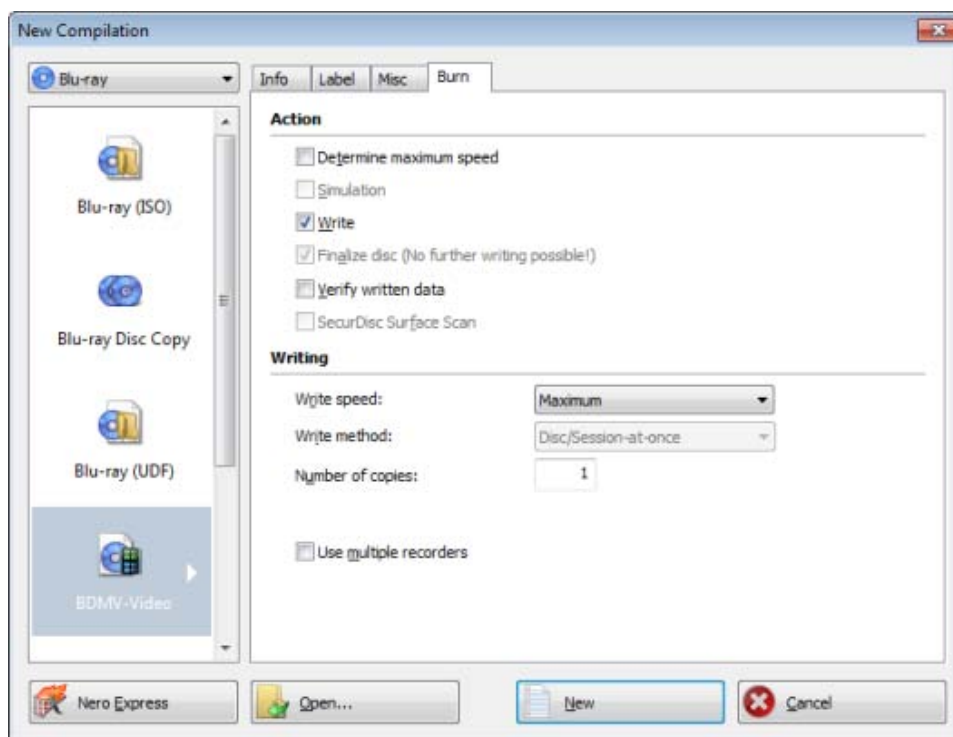 New Compilation
Blu-ray
Info Label Misc Burn
Blu-ray (ISO)
Blu-ray Disc Copy
Blu-ray (UDF)
BDMV-Video
Action
Determine maximum speed
Simulation
Write
Finalize disc (No further writing possible!)
Verify written data
SecurDisc Surface Scan
Writing
Write speed: Maximum
Write method: Disc/Session-at-once
Number of copies: 1
Use multiple recorders
Nero Express Open... New Cancel